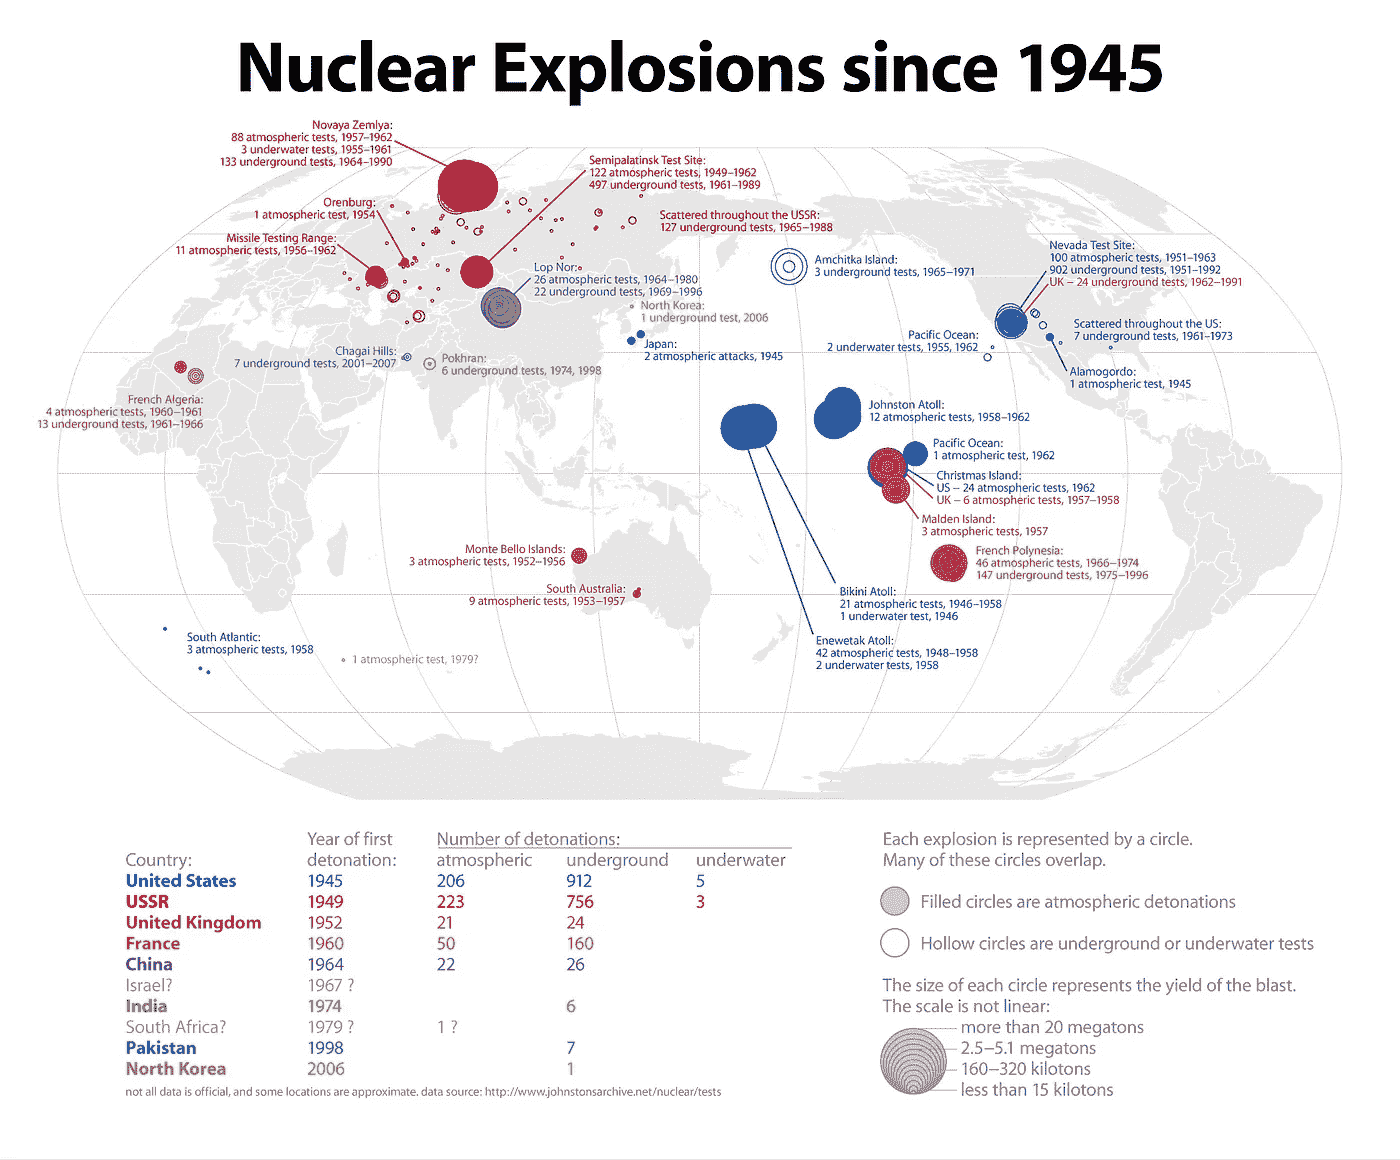 Nuclear Explosions since 1945
Novaya Zemlya:
88 atmospheric tests, 1957–1962
3 underwater tests, 1955–1961
133 underground tests, 1964–1990
Semipalatinsk Test Site:
122 atmospheric tests, 1949–1962
497 underground tests, 1961–1989
Orenburg:
1 atmospheric test, 1954
Scattered throughout the USSR:
127 underground tests, 1965–1988
Missile Testing Range:
11 atmospheric tests, 1956–1962
Lop Nor:
26 atmospheric tests, 1964–1980
22 underground tests, 1969–1996
Amchitka Island:
3 underground tests, 1965–1971
Nevada Test Site:
100 atmospheric tests, 1951–1963
902 underground tests, 1951–1992
UK – 24 underground tests, 1962–1991
North Korea:
1 underground test, 2006
Japan:
2 atmospheric attacks, 1945
Pacific Ocean:
2 underwater tests, 1955, 1962
Scattered throughout the US:
7 underground tests, 1961–1973
Chagai Hills:
7 underground tests, 2001–2007
Pokhran:
6 underground tests, 1974, 1998
Alamogordo:
1 atmospheric test, 1945
French Algeria:
4 atmospheric tests, 1960–1961
13 underground tests, 1961–1966
Johnston Atoll:
12 atmospheric tests, 1958–1962
Pacific Ocean:
1 atmospheric test, 1962
Christmas Island:
US – 24 atmospheric tests, 1962
UK – 6 atmospheric tests, 1957–1958
Malden Island:
3 atmospheric tests, 1957
Monte Bello Islands:
3 atmospheric tests, 1952–1956
French Polynesia:
46 atmospheric tests, 1966–1974
147 underground tests, 1975–1996
South Australia:
9 atmospheric tests, 1953–1957
Bikini Atoll:
21 atmospheric tests, 1946–1958
1 underwater test, 1946
South Atlantic:
3 atmospheric tests, 1958
1 atmospheric test, 1979?
Enewetak Atoll:
42 atmospheric tests, 1948–1958
2 underwater tests, 1958
Year of first Number of detonations:
Country: detonation: atmospheric underground underwater
United States 1945 206 912 5
USSR 1949 223 756 3
United Kingdom 1952 21 24
France 1960 50 160
China 1964 22 26
Israel? 1967 ?
India 1974 6
South Africa? 1979 ? 1 ?
Pakistan 1998 7
North Korea 2006 1
not all data is official, and some locations are approximate. data source: http://www.johnstonsarchive.net/nuclear/tests
Each explosion is represented by a circle.
Many of these circles overlap.
Filled circles are atmospheric detonations
Hollow circles are underground or underwater tests
The size of each circle represents the yield of the blast.
The scale is not linear:
more than 20 megatons
2.5–5.1 megatons
160–320 kilotons
less than 15 kilotons